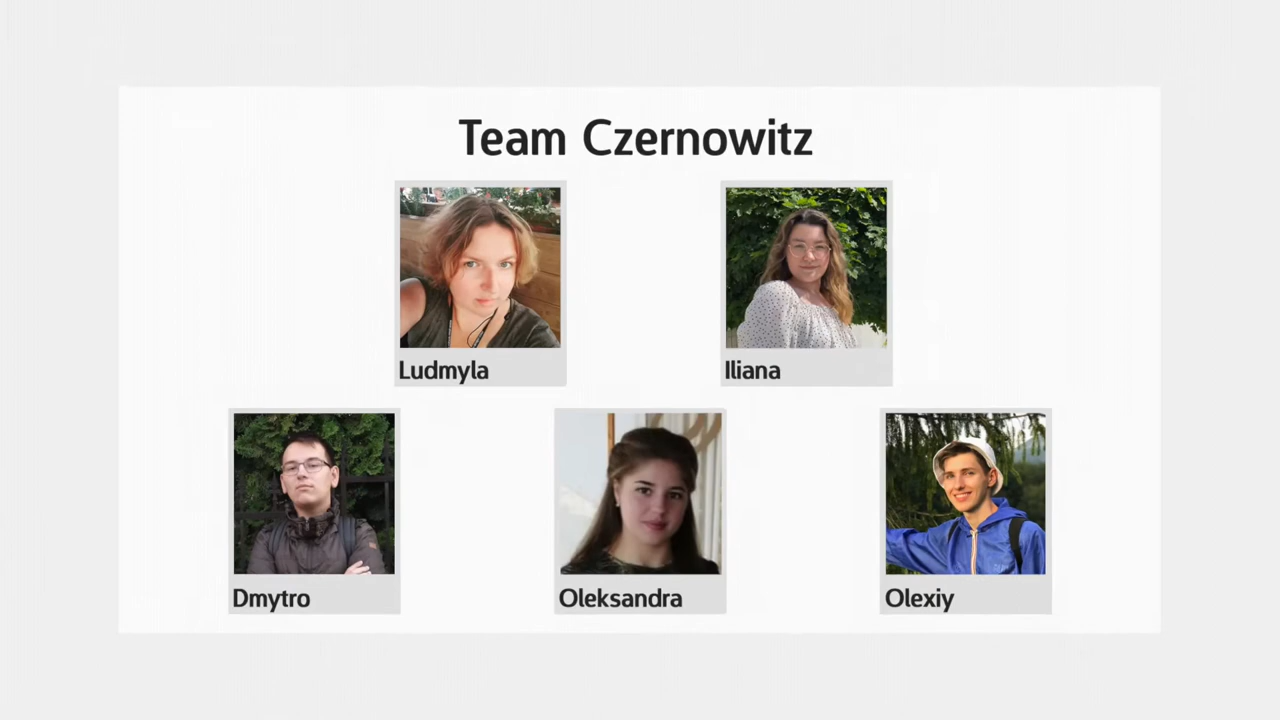 Team Czernowitz
Ludmyla
Iliana
Dmytro
Oleksandra
Olexiy